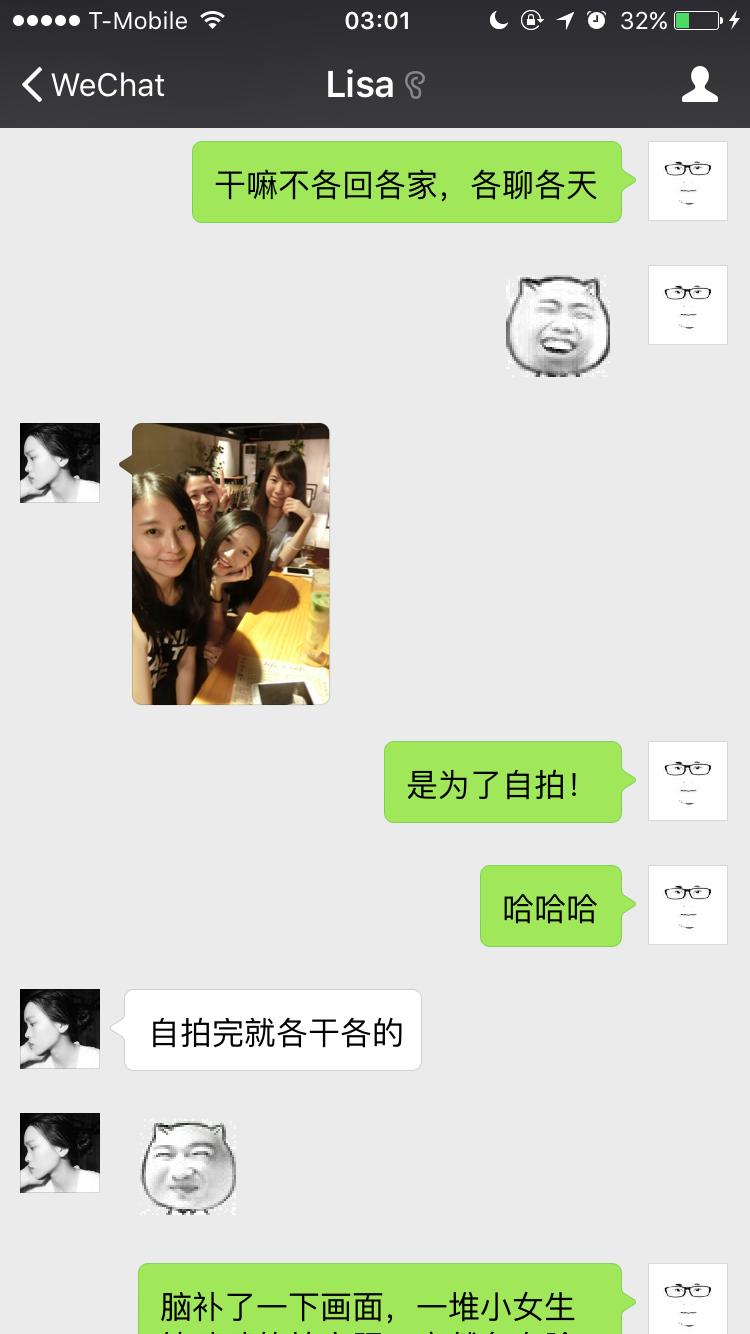 T-Mobile 03:01 32%
WeChat Lisa
干嘛不各回各家，各聊各天
是为了自拍！
哈哈哈
自拍完就各干各的
脑补了一下画面，一堆小女生